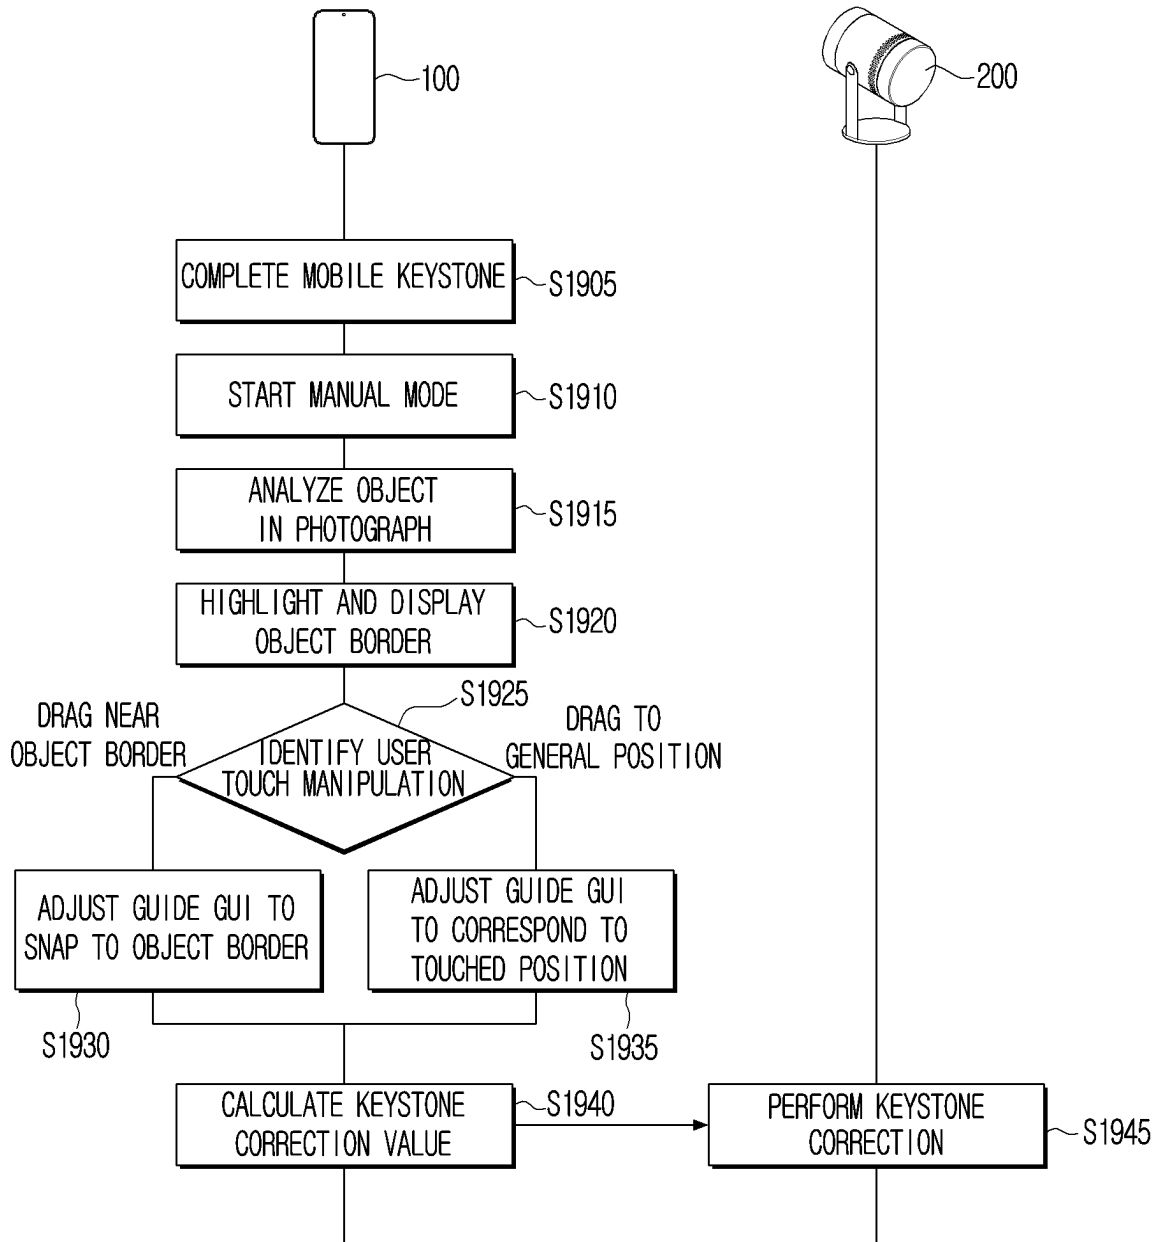 100
200
COMPLETE MOBILE KEYSTONE
S1905
START MANUAL MODE
S1910
ANALYZE OBJECT
IN PHOTOGRAPH
S1915
HIGHLIGHT AND DISPLAY
OBJECT BORDER
S1920
S1925
DRAG NEAR
OBJECT BORDER
IDENTIFY USER
TOUCH MANIPULATION
DRAG TO
GENERAL POSITION
ADJUST GUIDE GUI TO
SNAP TO OBJECT BORDER
S1930
ADJUST GUIDE GUI
TO CORRESPOND TO
TOUCHED POSITION
S1935
CALCULATE KEYSTONE
CORRECTION VALUE
S1940
PERFORM KEYSTONE
CORRECTION
S1945